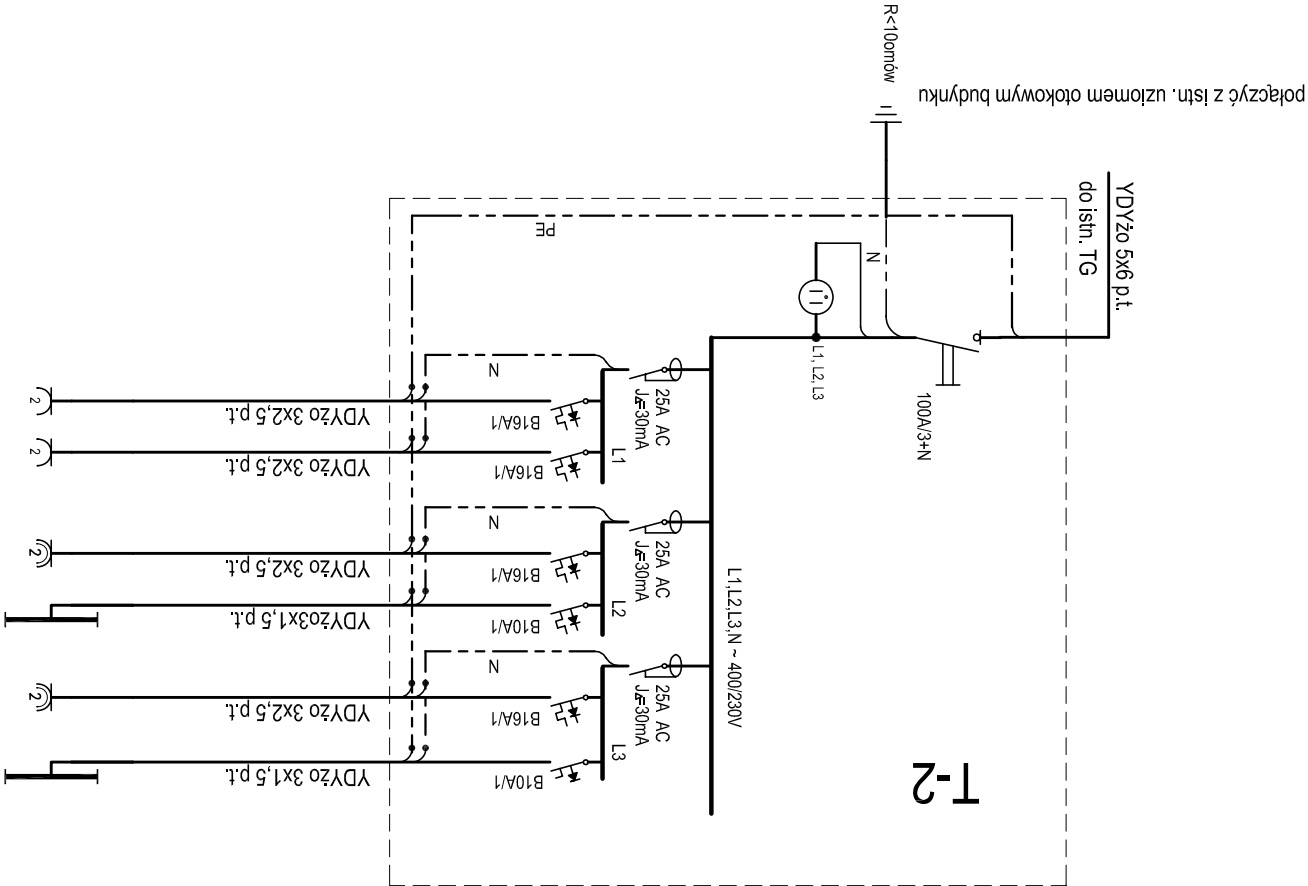 T-2
YDYżo 5x6 p.t.
do istn. TG
R<10omów
połączyć z istn. uziomem otokowym budynku
100A/3+N
PE
N
L1, L2, L3
L1,L2,L3,N ~ 400/230V
25A AC
J=30mA
N
L1
B16A/1
YDYżo 3x2,5 p.t.
2
B16A/1
YDYżo 3x2,5 p.t.
2
25A AC
J=30mA
N
L2
B16A/1
YDYżo 3x2,5 p.t.
2
B10A/1
YDYżo3x1,5 p.t.
25A AC
J=30mA
N
L3
B16A/1
YDYżo 3x2,5 p.t.
2
B10A/1
YDYżo 3x1,5 p.t.